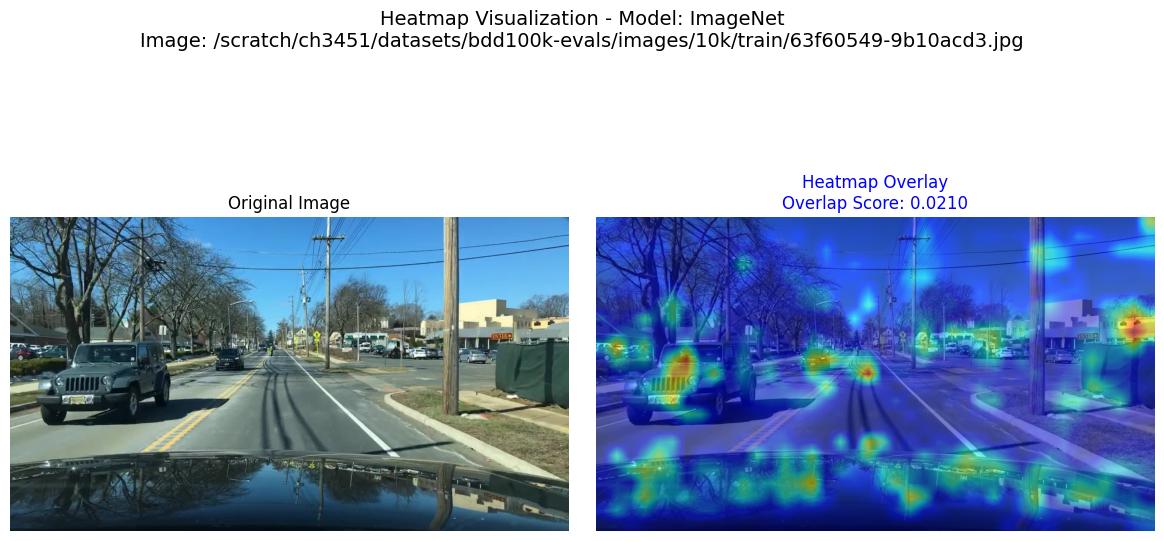 Heatmap Visualization - Model: ImageNet
Image: /scratch/ch3451/datasets/bdd100k-evals/images/10k/train/63f60549-9b10acd3.jpg
Original Image
Heatmap Overlay
Overlap Score: 0.0210